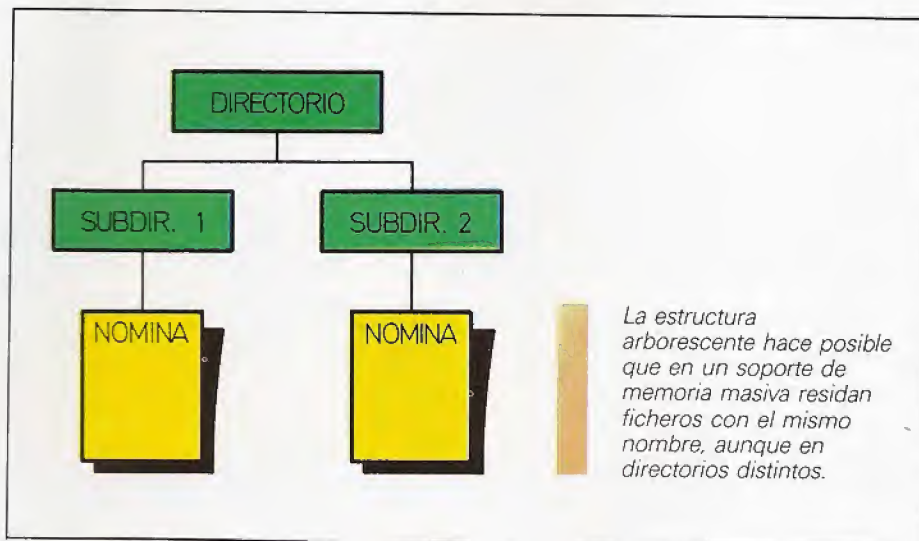 DIRECTORIO
SUBDIR. 1
SUBDIR. 2
NOMINA
NOMINA
La estructura
arborescente hace posible
que en un soporte de
memoria masiva residan
ficheros con el mismo
nombre, aunque en
directorios distintos.